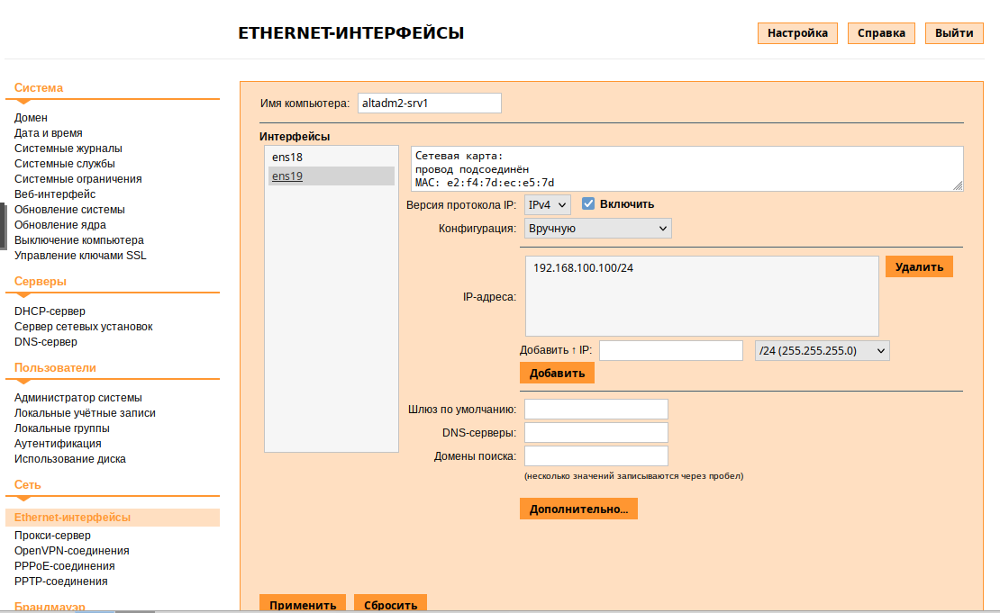 ETHERNET-ИНТЕРФЕЙСЫ
Настройка
Справка
Выйти
Система
Домен
Дата и время
Системные журналы
Системные службы
Системные ограничения
Веб-интерфейс
Обновление системы
Обновление ядра
Выключение компьютера
Управление ключами SSL
Серверы
DHCP-сервер
Сервер сетевых установок
DNS-сервер
Пользователи
Администратор системы
Локальные учётные записи
Локальные группы
Аутентификация
Использование диска
Сеть
Ethernet-интерфейсы
Прокси-сервер
OpenVPN-соединения
PPPoE-соединения
PPTP-соединения
Брандмауэр
Имя компьютера: altadm2-srv1
Интерфейсы
ens18
ens19
Сетевая карта:
провод подсоединён
MAC: e2:f4:7d:ec:e5:7d
Версия протокола IP: IPv4 Включить
Конфигурация: Вручную
IP-адреса:
192.168.100.100/24
Удалить
Добавить ↑ IP: /24 (255.255.255.0)
Добавить
Шлюз по умолчанию:
DNS-серверы:
Домены поиска:
(несколько значений записываются через пробел)
Дополнительно...
Применить
Сбросить